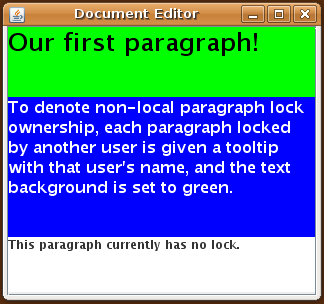 Document Editor
Our first paragraph!
To denote non-local paragraph lock
ownership, each paragraph locked
by another user is given a tooltip
with that user's name, and the text
background is set to green.
This paragraph currently has no lock.